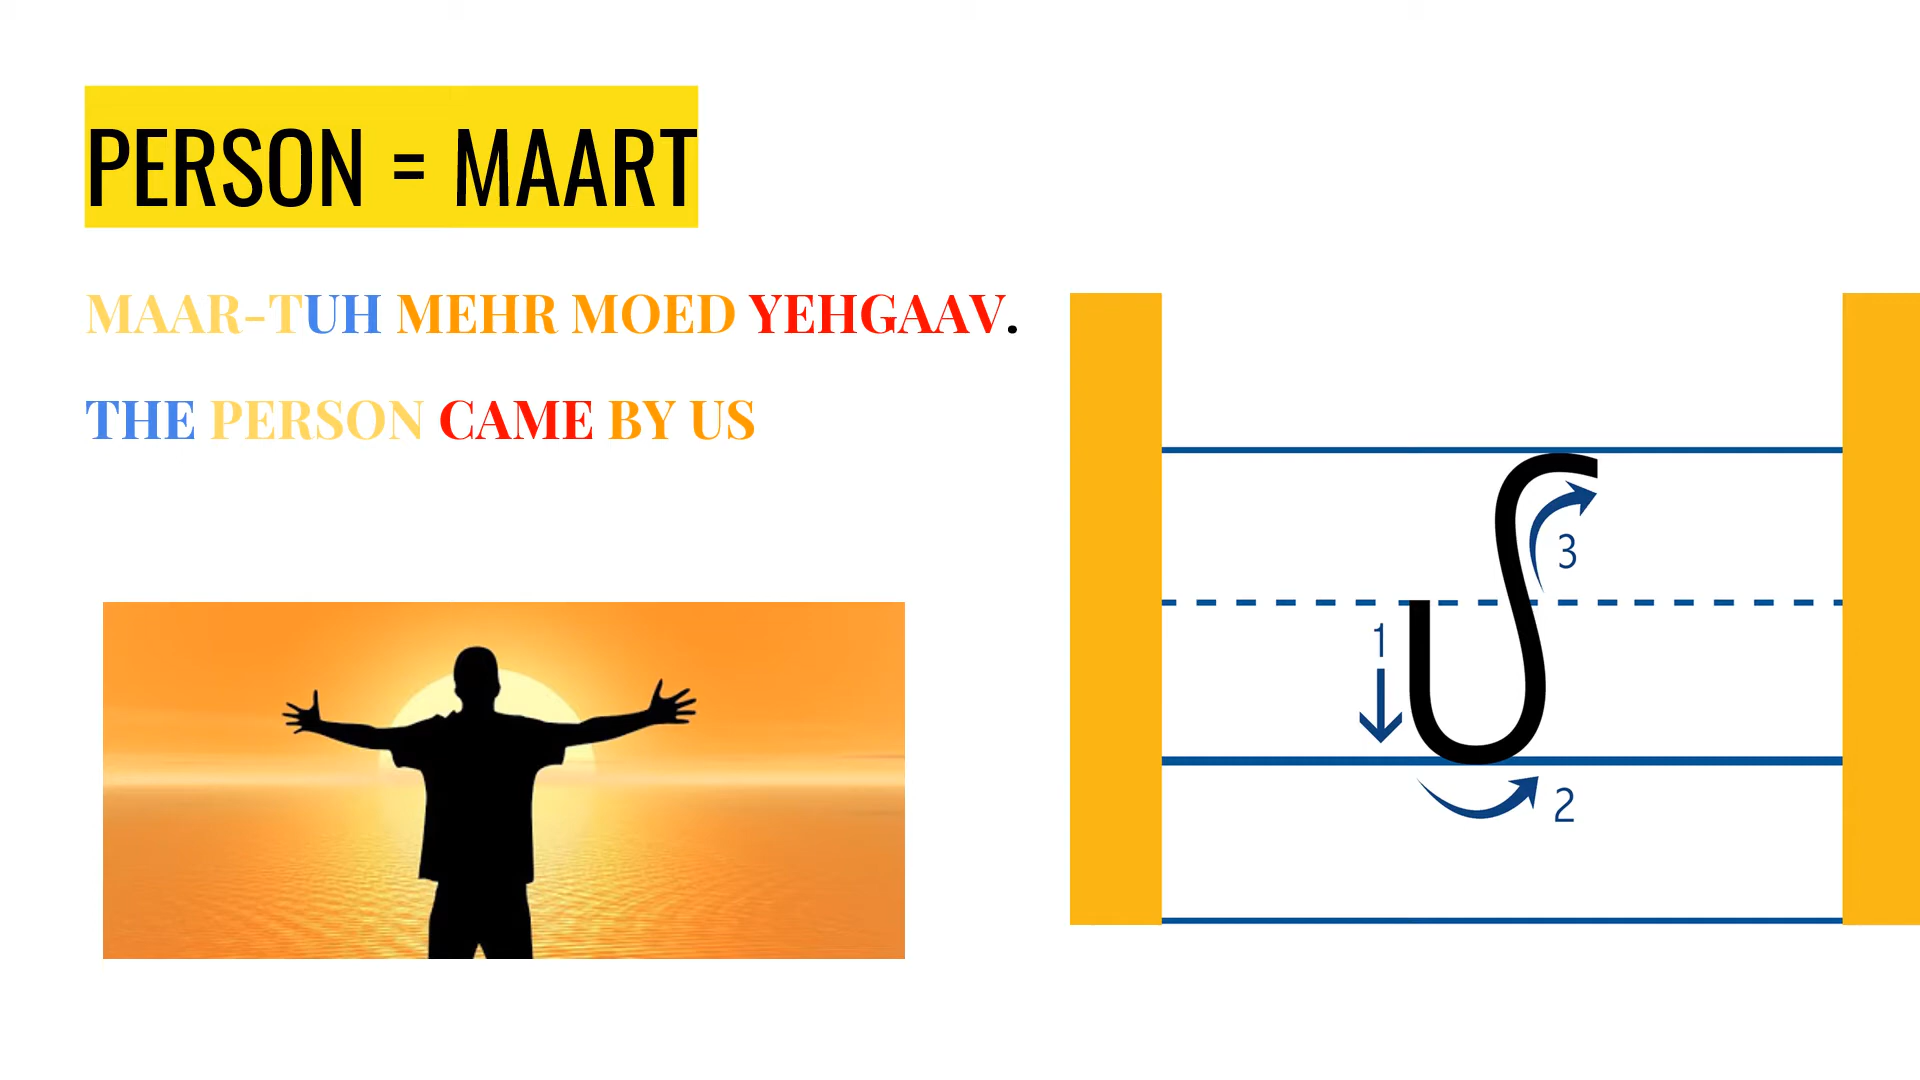 PERSON = MAART
MAAR-TUH MEHR MOED YEHGAAV.
THE PERSON CAME BY US
1
3
2
Մ